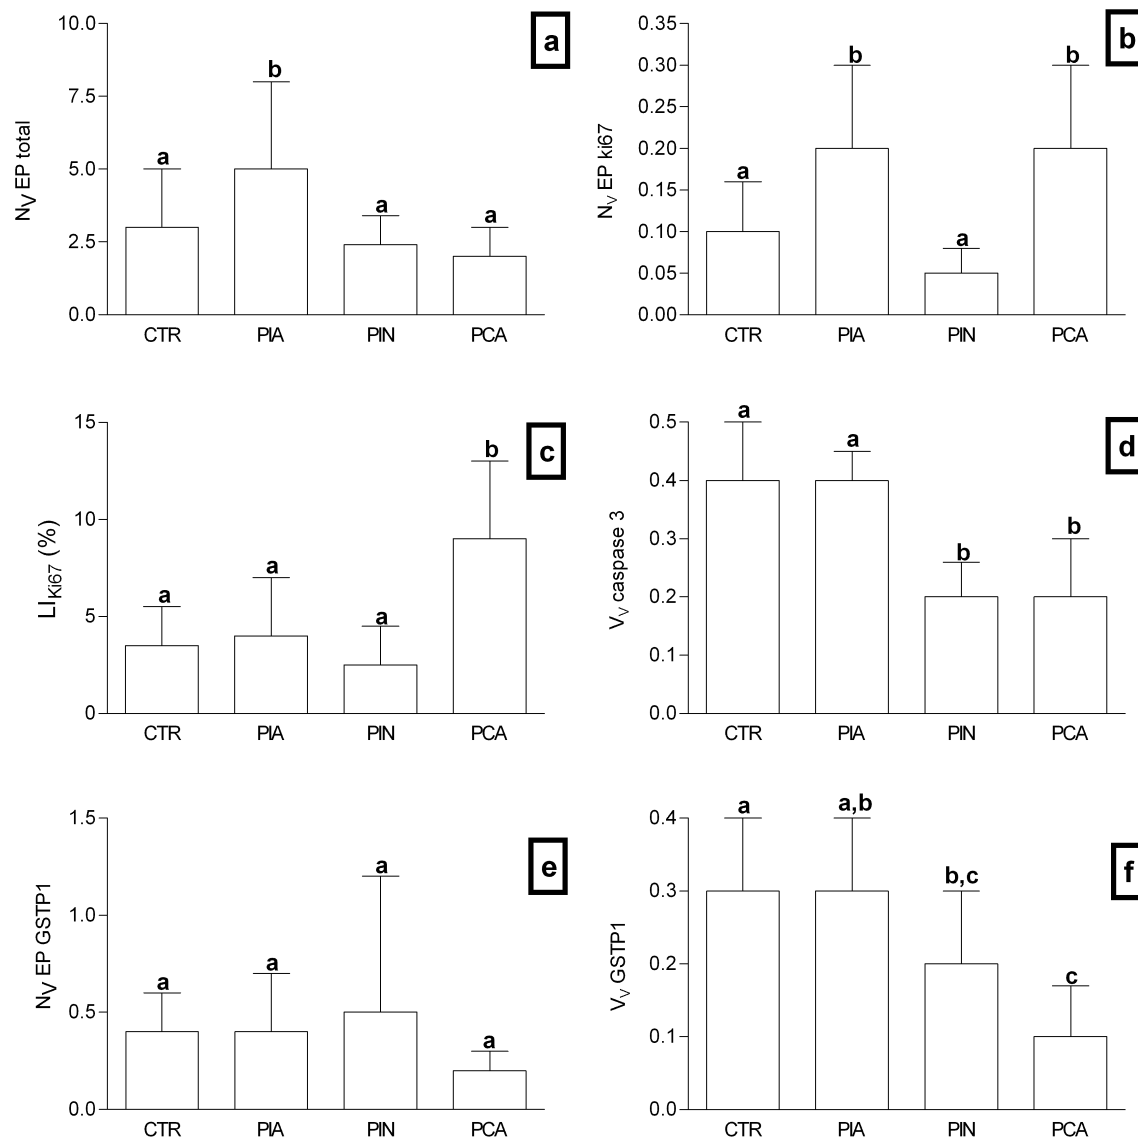 a
10.0
7.5
5.0
2.5
0.0
NV EP total
a
b
a
a
CTR PIA PIN PCA
b
0.35
0.30
0.25
0.20
0.15
0.10
0.05
0.00
NV EP ki67
a
b
a
b
CTR PIA PIN PCA
c
15
10
5
0
LIKi67 (%)
a
a
a
b
CTR PIA PIN PCA
d
0.5
0.4
0.3
0.2
0.1
0.0
VV caspase 3
a
a
b
b
CTR PIA PIN PCA
e
1.5
1.0
0.5
0.0
NV EP GSTP1
a
a
a
a
CTR PIA PIN PCA
f
0.4
0.3
0.2
0.1
0.0
VV GSTP1
a
a,b
b,c
c
CTR PIA PIN PCA